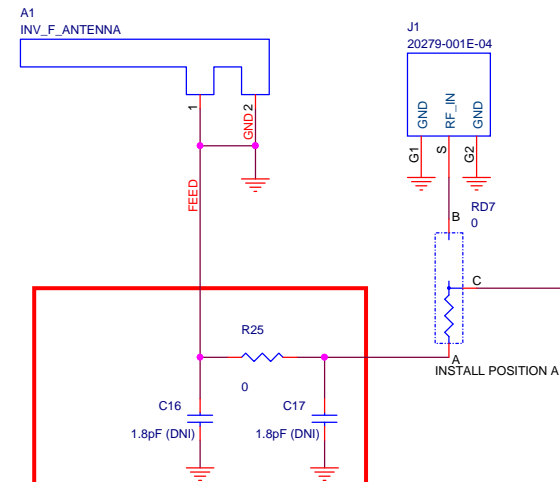 A1
INV_F_ANTENNA
1
GND 2
FEED
J1
20279-001E-04
GND
RF_IN
GND
G1
S
G2
B
RD7
0
C
A
INSTALL POSITION A
R25
0
C16
1.8pF (DNI)
C17
1.8pF (DNI)